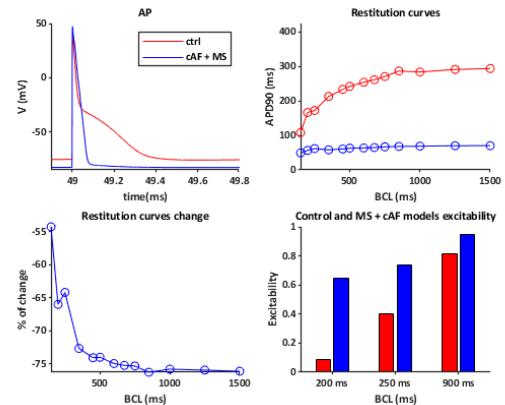 AP
50
0
-50
V (mV)
49
49.2
49.4
49.6
49.8
time(ms)
ctrl
cAF + MS
Restitution curves
400
300
200
100
0
APD90 (ms)
500
1000
1500
BCL (ms)
Restitution curves change
-55
-65
-70
-75
% of change
500
1000
1500
BCL (ms)
Control and MS + cAF models excitability
1
0.8
0.6
0.4
0.2
0
Excitability
200 ms
250 ms
900 ms
BCL (ms)